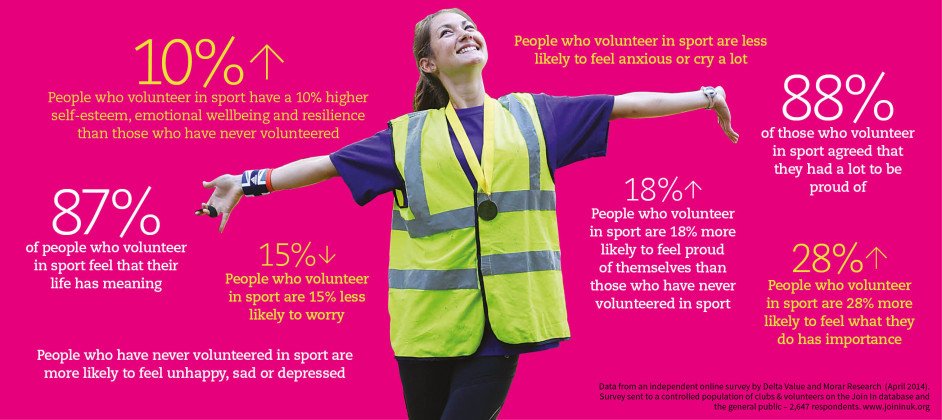 10%↑
People who volunteer in sport have a 10% higher
self-esteem, emotional wellbeing and resilience
than those who have never volunteered
People who volunteer in sport are less
likely to feel anxious or cry a lot
88%
of those who volunteer
in sport agreed that
they had a lot to be
proud of
87%
of people who volunteer
in sport feel that their
life has meaning
15%↓
People who volunteer
in sport are 15% less
likely to worry
18%↑
People who volunteer
in sport are 18% more
likely to feel proud
of themselves than
those who have never
volunteered in sport
28%↑
People who volunteer
in sport are 28% more
likely to feel what they
do has importance
People who have never volunteered in sport are
more likely to feel unhappy, sad or depressed
Data from an independent online survey by Delta Value and Morar Research (April 2014).
Survey sent to a controlled population of clubs & volunteers on the Join in database and
the general public – 2,647 respondents. www.joininuk.org